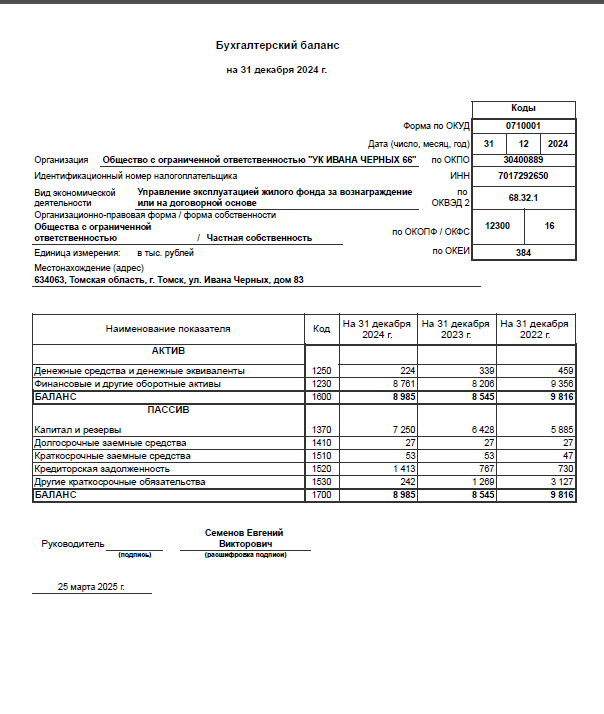 Бухгалтерский баланс
на 31 декабря 2024 г.
Коды
Форма по ОКУД 0710001
Дата (число, месяц, год) 31 12 2024
Организация Общество с ограниченной ответственностью "УК ИВАНА ЧЕРНЫХ 66" по ОКПО 30400889
Идентификационный номер налогоплательщика ИНН 7017292650
Вид экономической деятельности Управление эксплуатацией жилого фонда за вознаграждение или на договорной основе по ОКВЭД 2 68.32.1
Организационно-правовая форма / форма собственности
Общества с ограниченной ответственностью / Частная собственность по ОКОПФ / ОКФС 12300 16
Единица измерения: в тыс. рублей по ОКЕИ 384
Местонахождение (адрес)
634063, Томская область, г. Томск, ул. Ивана Черных, дом 83
Наименование показателя Код На 31 декабря 2024 г. На 31 декабря 2023 г. На 31 декабря 2022 г.
АКТИВ
Денежные средства и денежные эквиваленты 1250 224 339 459
Финансовые и другие оборотные активы 1230 8 761 8 206 9 356
БАЛАНС 1600 8 985 8 545 9 816
ПАССИВ
Капитал и резервы 1370 7 250 6 428 5 885
Долгосрочные заемные средства 1410 27 27 27
Краткосрочные заемные средства 1510 53 53 47
Кредиторская задолженность 1520 1 413 767 730
Другие краткосрочные обязательства 1530 242 1 269 3 127
БАЛАНС 1700 8 985 8 545 9 816
Руководитель Семенов Евгений Викторович
(подпись) (расшифровка подписи)
25 марта 2025 г.